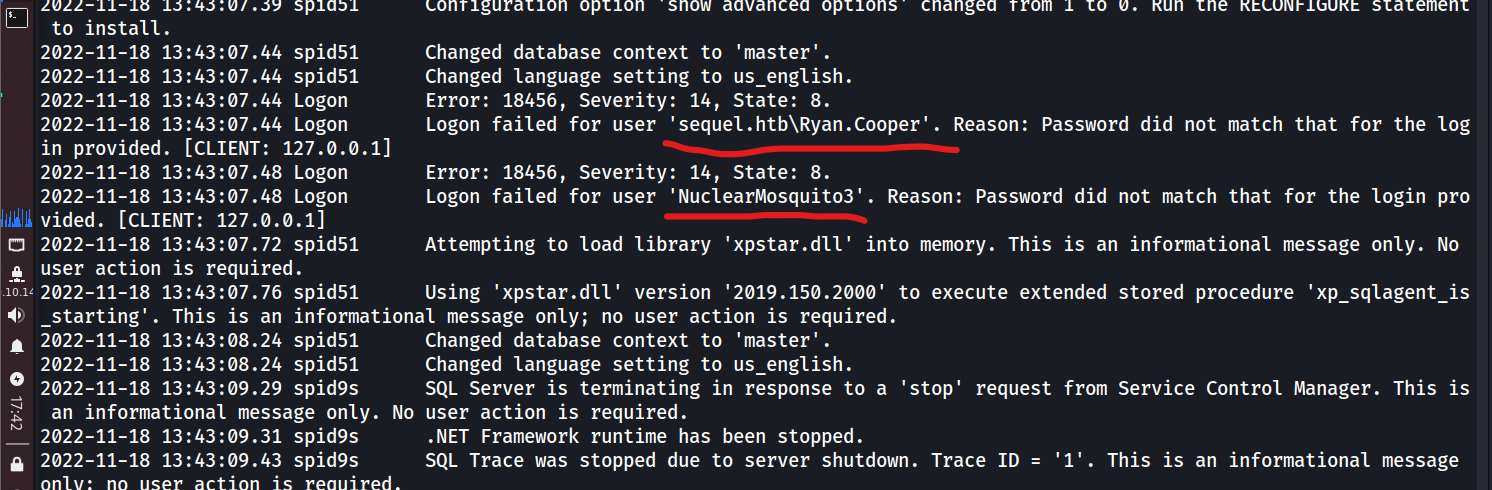 2022-11-18 13:43:07.39 spid51      Configuration option 'show advanced options' changed from 1 to 0. Run the RECONFIGURE statement
 to install.
2022-11-18 13:43:07.44 spid51      Changed database context to 'master'.
2022-11-18 13:43:07.44 spid51      Changed language setting to us_english.
2022-11-18 13:43:07.44 Logon       Error: 18456, Severity: 14, State: 8.
2022-11-18 13:43:07.44 Logon       Logon failed for user 'sequel.htb\Ryan.Cooper'. Reason: Password did not match that for the log
in provided. [CLIENT: 127.0.0.1]
2022-11-18 13:43:07.48 Logon       Error: 18456, Severity: 14, State: 8.
2022-11-18 13:43:07.48 Logon       Logon failed for user 'NuclearMosquito3'. Reason: Password did not match that for the login pro
vided. [CLIENT: 127.0.0.1]
2022-11-18 13:43:07.72 spid51      Attempting to load library 'xpstar.dll' into memory. This is an informational message only. No
user action is required.
2022-11-18 13:43:07.76 spid51      Using 'xpstar.dll' version '2019.150.2000' to execute extended stored procedure 'xp_sqlagent_is
_starting'. This is an informational message only; no user action is required.
2022-11-18 13:43:08.24 spid51      Changed database context to 'master'.
2022-11-18 13:43:08.24 spid51      Changed language setting to us_english.
2022-11-18 13:43:09.29 spid9s      SQL Server is terminating in response to a 'stop' request from Service Control Manager. This is
 an informational message only. No user action is required.
2022-11-18 13:43:09.31 spid9s      .NET Framework runtime has been stopped.
2022-11-18 13:43:09.43 spid9s      SQL Trace was stopped due to server shutdown. Trace ID = '1'. This is an informational message
only; no user action is required.
.10.14
17:42